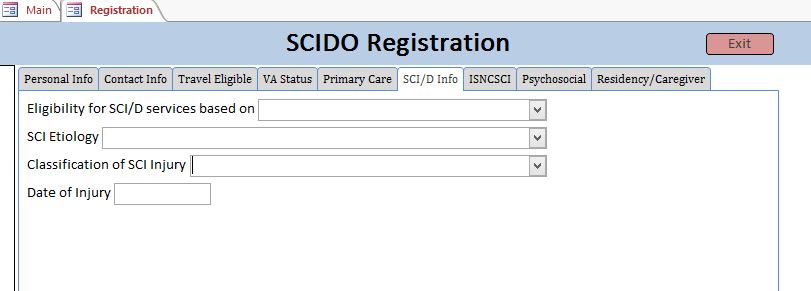 Main Registration
SCIDO Registration Exit
Personal Info Contact Info Travel Eligible VA Status Primary Care SCI/D Info ISNCSCI Psychosocial Residency/Caregiver
Eligibility for SCI/D services based on
SCI Etiology
Classification of SCI Injury
Date of Injury